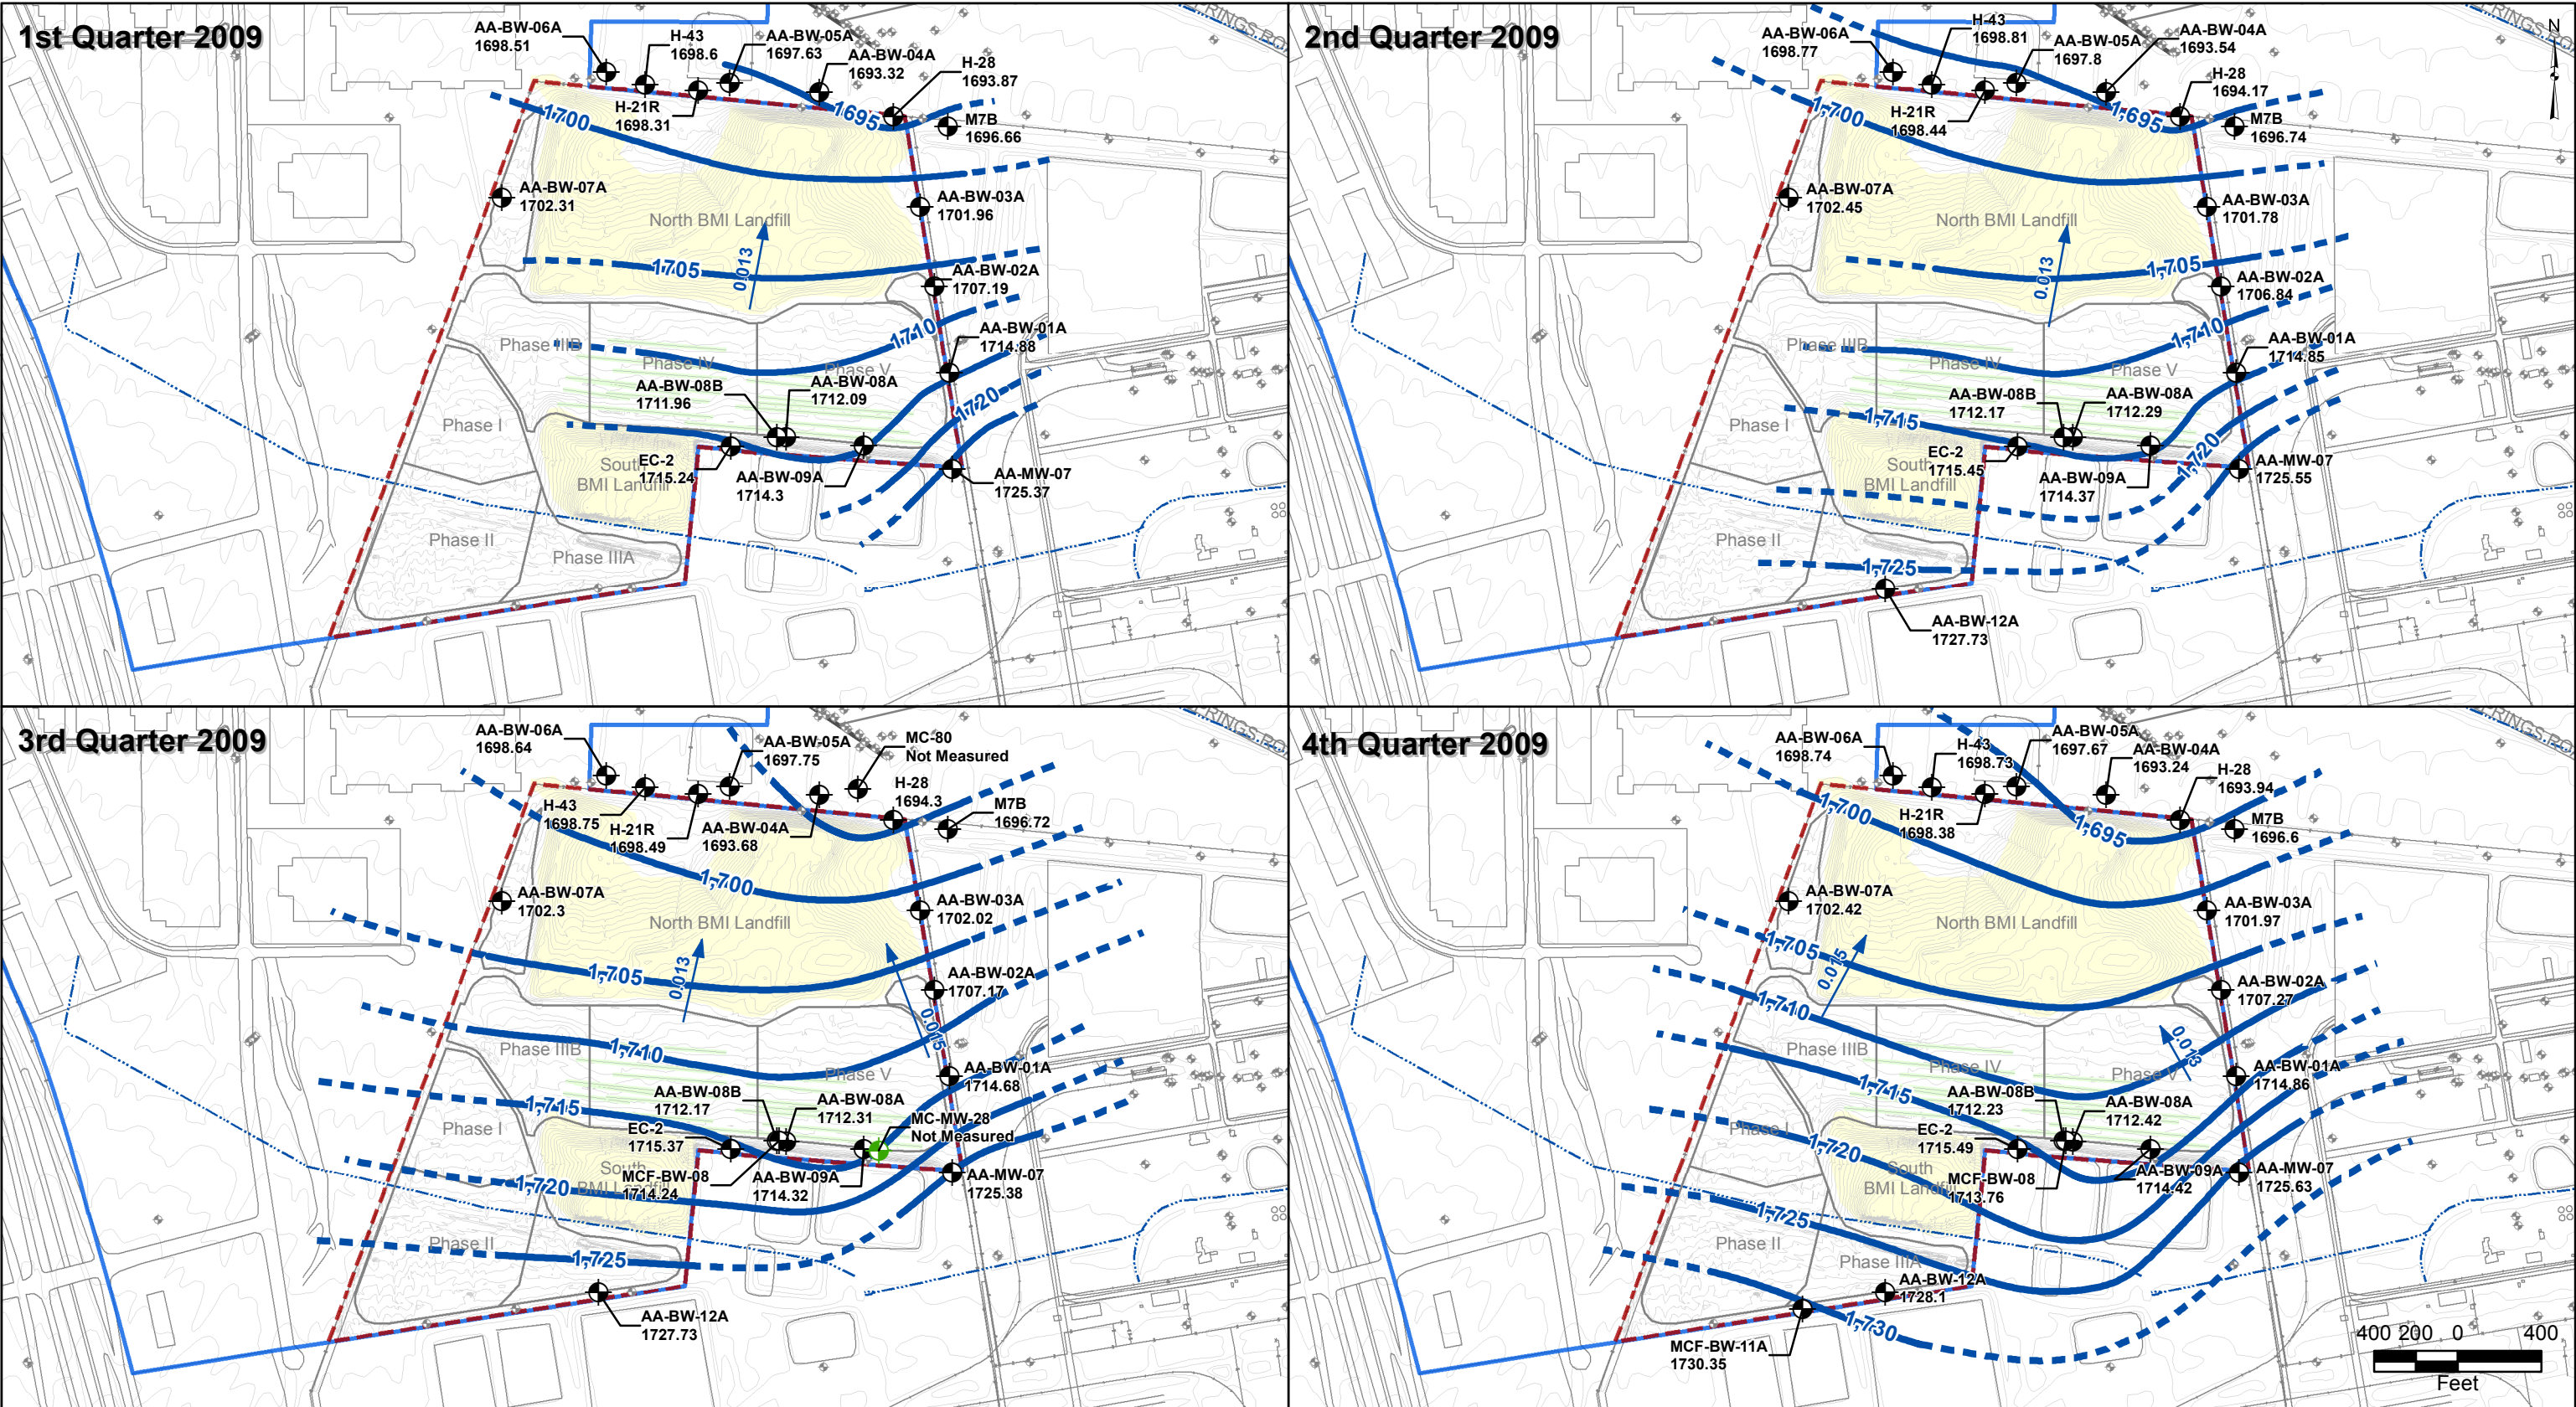 1st Quarter 2009
AA-BW-06A
1698.51
H-43
1698.6
AA-BW-05A
1697.63
AA-BW-04A
1693.32
H-28
1693.87
H-21R
1698.31
M7B
1696.66
1695
1700
AA-BW-07A
1702.31
AA-BW-03A
1701.96
North BMI Landfill
0.013
1705
AA-BW-02A
1707.19
1710
AA-BW-01A
1714.88
Phase IIIB
Phase IV
Phase V
AA-BW-08B
1711.96
AA-BW-08A
1712.09
1720
Phase I
EC-2
1715.24
South
BMI Landfill
AA-BW-09A
1714.3
AA-MW-07
1725.37
Phase II
Phase IIIA
2nd Quarter 2009
AA-BW-06A
1698.77
H-43
1698.81
AA-BW-05A
1697.8
AA-BW-04A
1693.54
N
H-28
1694.17
H-21R
1698.44
M7B
1696.74
1,695
1,700
AA-BW-07A
1702.45
AA-BW-03A
1701.78
North BMI Landfill
0.013
1,705
AA-BW-02A
1706.84
1,710
AA-BW-01A
1714.85
Phase IIIB
Phase IV
Phase V
AA-BW-08B
1712.17
AA-BW-08A
1712.29
1,715
Phase I
EC-2
1715.45
1,720
South
BMI Landfill
AA-BW-09A
1714.37
AA-MW-07
1725.55
Phase II
1,725
AA-BW-12A
1727.73
3rd Quarter 2009
AA-BW-06A
1698.64
AA-BW-05A
1697.75
MC-80
Not Measured
H-28
1694.3
H-43
1698.75
H-21R
1698.49
AA-BW-04A
1693.68
M7B
1696.72
1,700
AA-BW-07A
1702.3
AA-BW-03A
1702.02
North BMI Landfill
0.013
1,705
AA-BW-02A
1707.17
0.015
1,710
Phase IIIB
Phase V
AA-BW-01A
1714.68
AA-BW-08B
1712.17
AA-BW-08A
1712.31
1,715
Phase I
EC-2
1715.37
MC-MW-28
Not Measured
South
BMI Landfill
MCF-BW-08
1714.24
AA-BW-09A
1714.32
AA-MW-07
1725.38
1,720
Phase II
1,725
AA-BW-12A
1727.73
4th Quarter 2009
AA-BW-06A
1698.74
H-43
1698.73
AA-BW-05A
1697.67
AA-BW-04A
1693.24
H-28
1693.94
H-21R
1698.38
M7B
1696.6
1,695
1,700
AA-BW-07A
1702.42
AA-BW-03A
1701.97
North BMI Landfill
1,705
0.015
AA-BW-02A
1707.27
1,710
0.013
Phase IIIB
Phase IV
Phase V
AA-BW-01A
1714.86
1,715
AA-BW-08B
1712.23
AA-BW-08A
1712.42
Phase I
EC-2
1715.49
1,720
South
BMI Landfill
MCF-BW-08
1713.76
AA-BW-09A
1714.42
AA-MW-07
1725.63
1,725
Phase II
Phase IIIA
AA-BW-12A
1728.1
1,730
MCF-BW-11A
1730.35
400 200 0 400
Feet